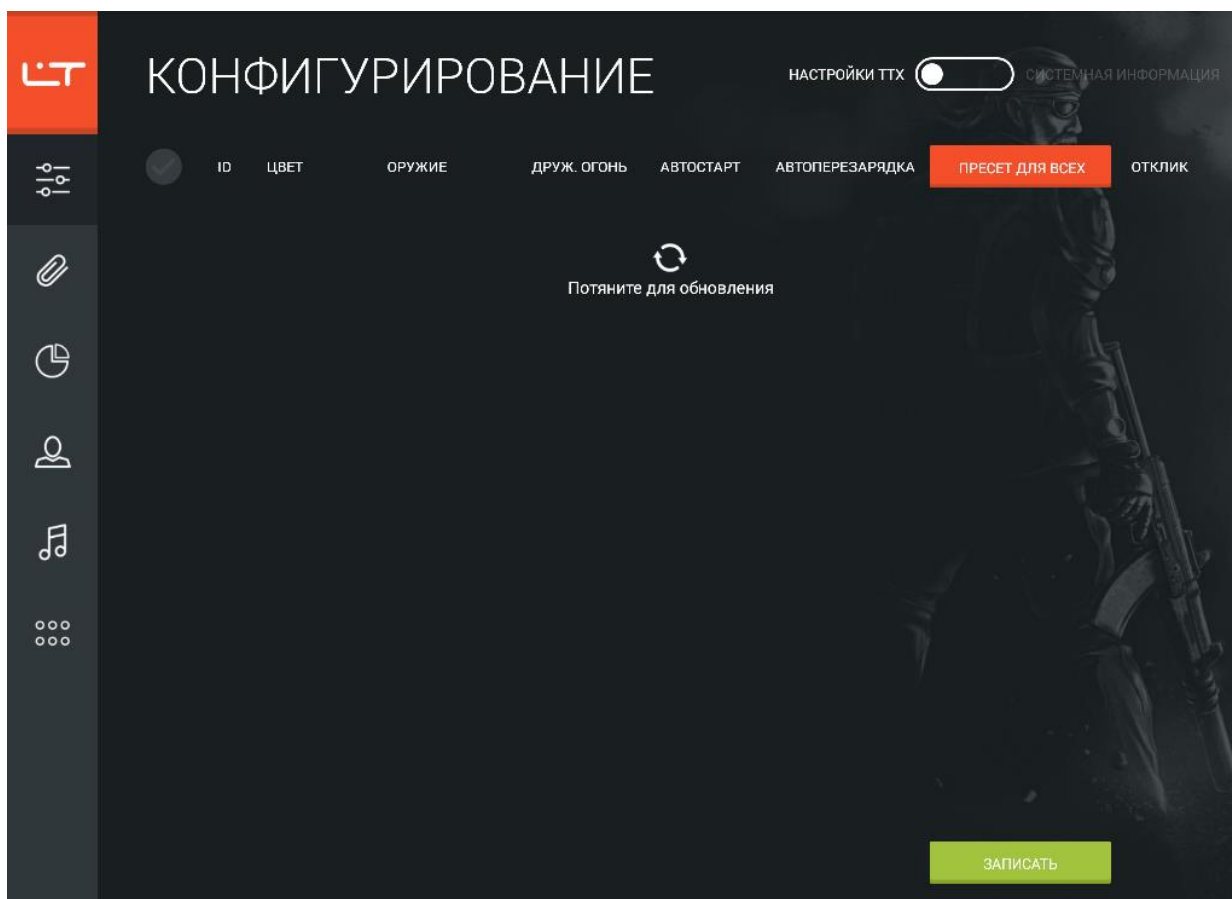 LT
КОНФИГУРИРОВАНИЕ
НАСТРОЙКИ ТТХ СИСТЕМНАЯ ИНФОРМАЦИЯ
ID ЦВЕТ ОРУЖИЕ ДРУЖ. ОГОНЬ АВТОСТАРТ АВТОПЕРЕЗАРЯДКА ПРЕСЕТ ДЛЯ ВСЕХ ОТКЛИК
Потяните для обновления
ЗАПИСАТЬ